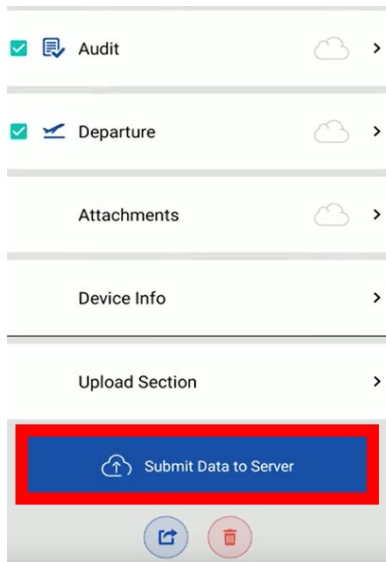 Audit
Departure
Attachments
Device Info
Upload Section
Submit Data to Server